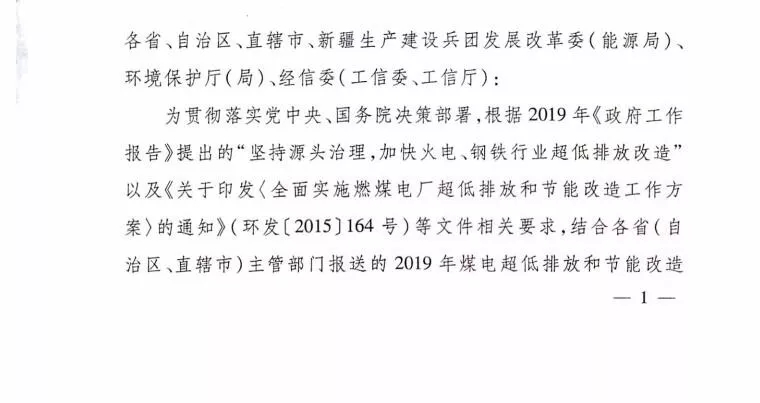 各省、自治区、直辖市、新疆生产建设兵团发展改革委(能源局)、
环境保护厅(局)、经信委(工信委、工信厅):
为贯彻落实党中央、国务院决策部署,根据2019年《政府工作
报告》提出的“坚持源头治理,加快火电、钢铁行业超低排放改造”
以及《关于印发〈全面实施燃煤电厂超低排放和节能改造工作方
案〉的通知》(环发〔2015〕164号)等文件相关要求,结合各省(自
治区、直辖市)主管部门报送的2019年煤电超低排放和节能改造
— 1 —